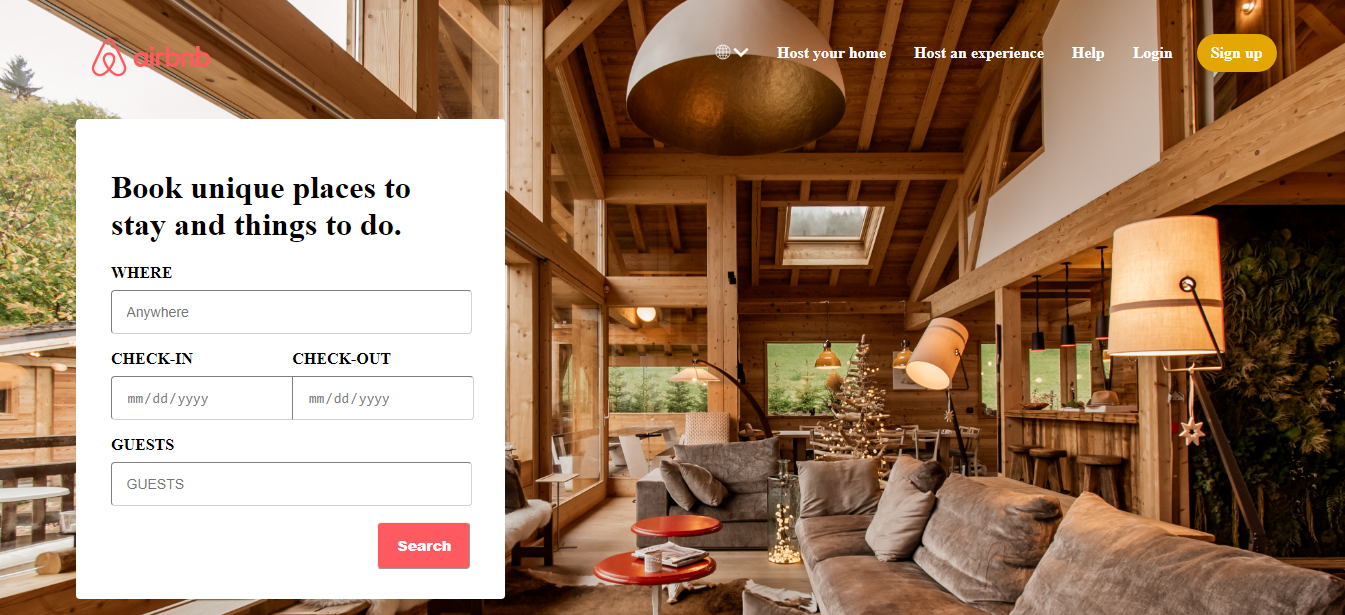 airbnb
Host your home
Host an experience
Help
Login
Sign up
Book unique places to
stay and things to do.
WHERE
Anywhere
CHECK-IN CHECK-OUT
mm/dd/yyyy mm/dd/yyyy
GUESTS
GUESTS
Search